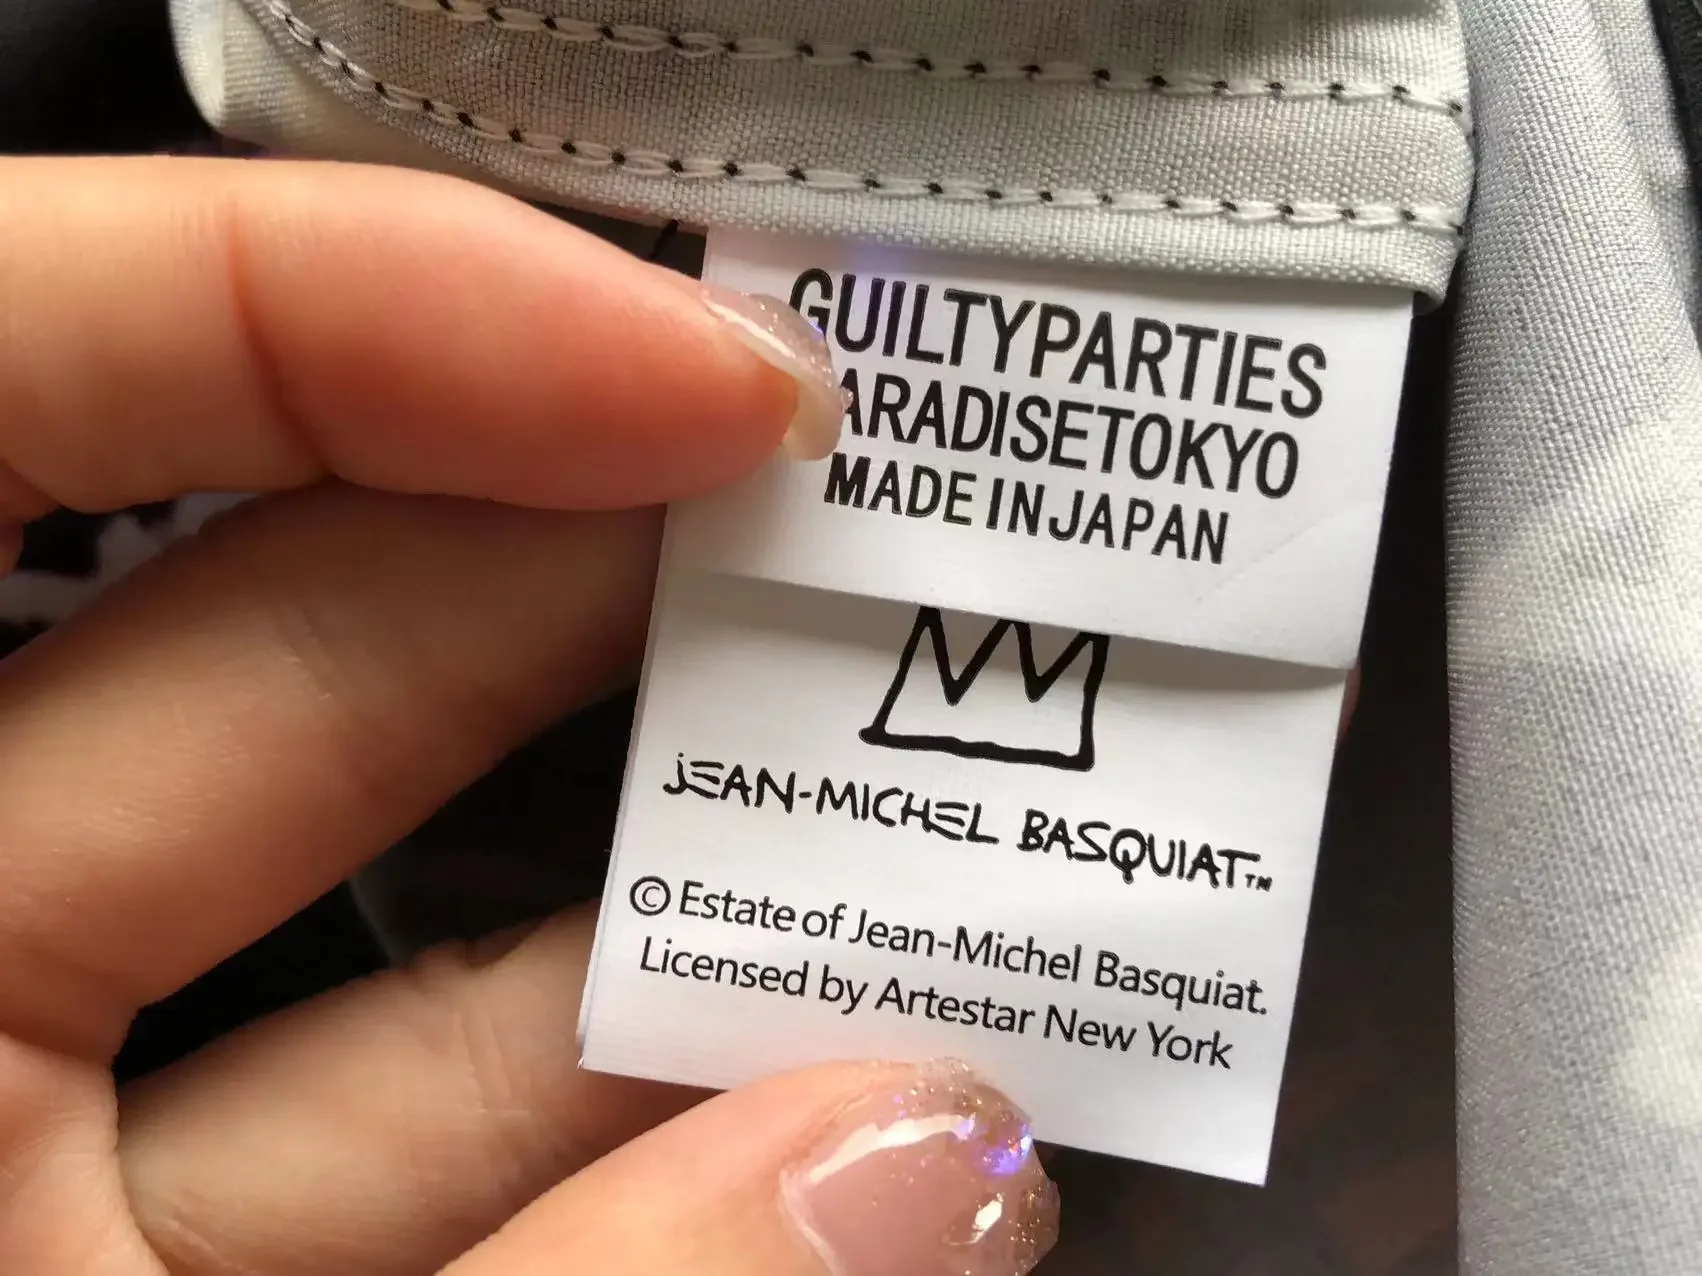 GUILTYPARTIES
ARADISETOKYO
MADE IN JAPAN
JEAN-MICHEL BASQUIAT™
© Estate of Jean-Michel Basquiat.
Licensed by Artestar New York